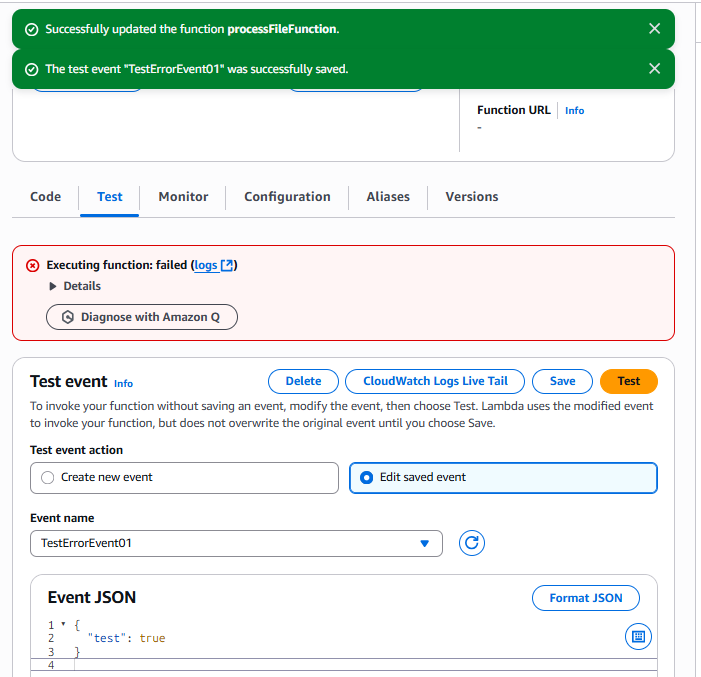 Successfully updated the function processFileFunction.
The test event "TestErrorEvent01" was successfully saved.
Function URL Info
-
Code Test Monitor Configuration Aliases Versions
Executing function: failed (logs)
Details
Diagnose with Amazon Q
Test event Info Delete CloudWatch Logs Live Tail Save Test
To invoke your function without saving an event, modify the event, then choose Test. Lambda uses the modified event
to invoke your function, but does not overwrite the original event until you choose Save.
Test event action
Create new event Edit saved event
Event name
TestErrorEvent01
Event JSON Format JSON
1 {
2 "test": true
3 }
4